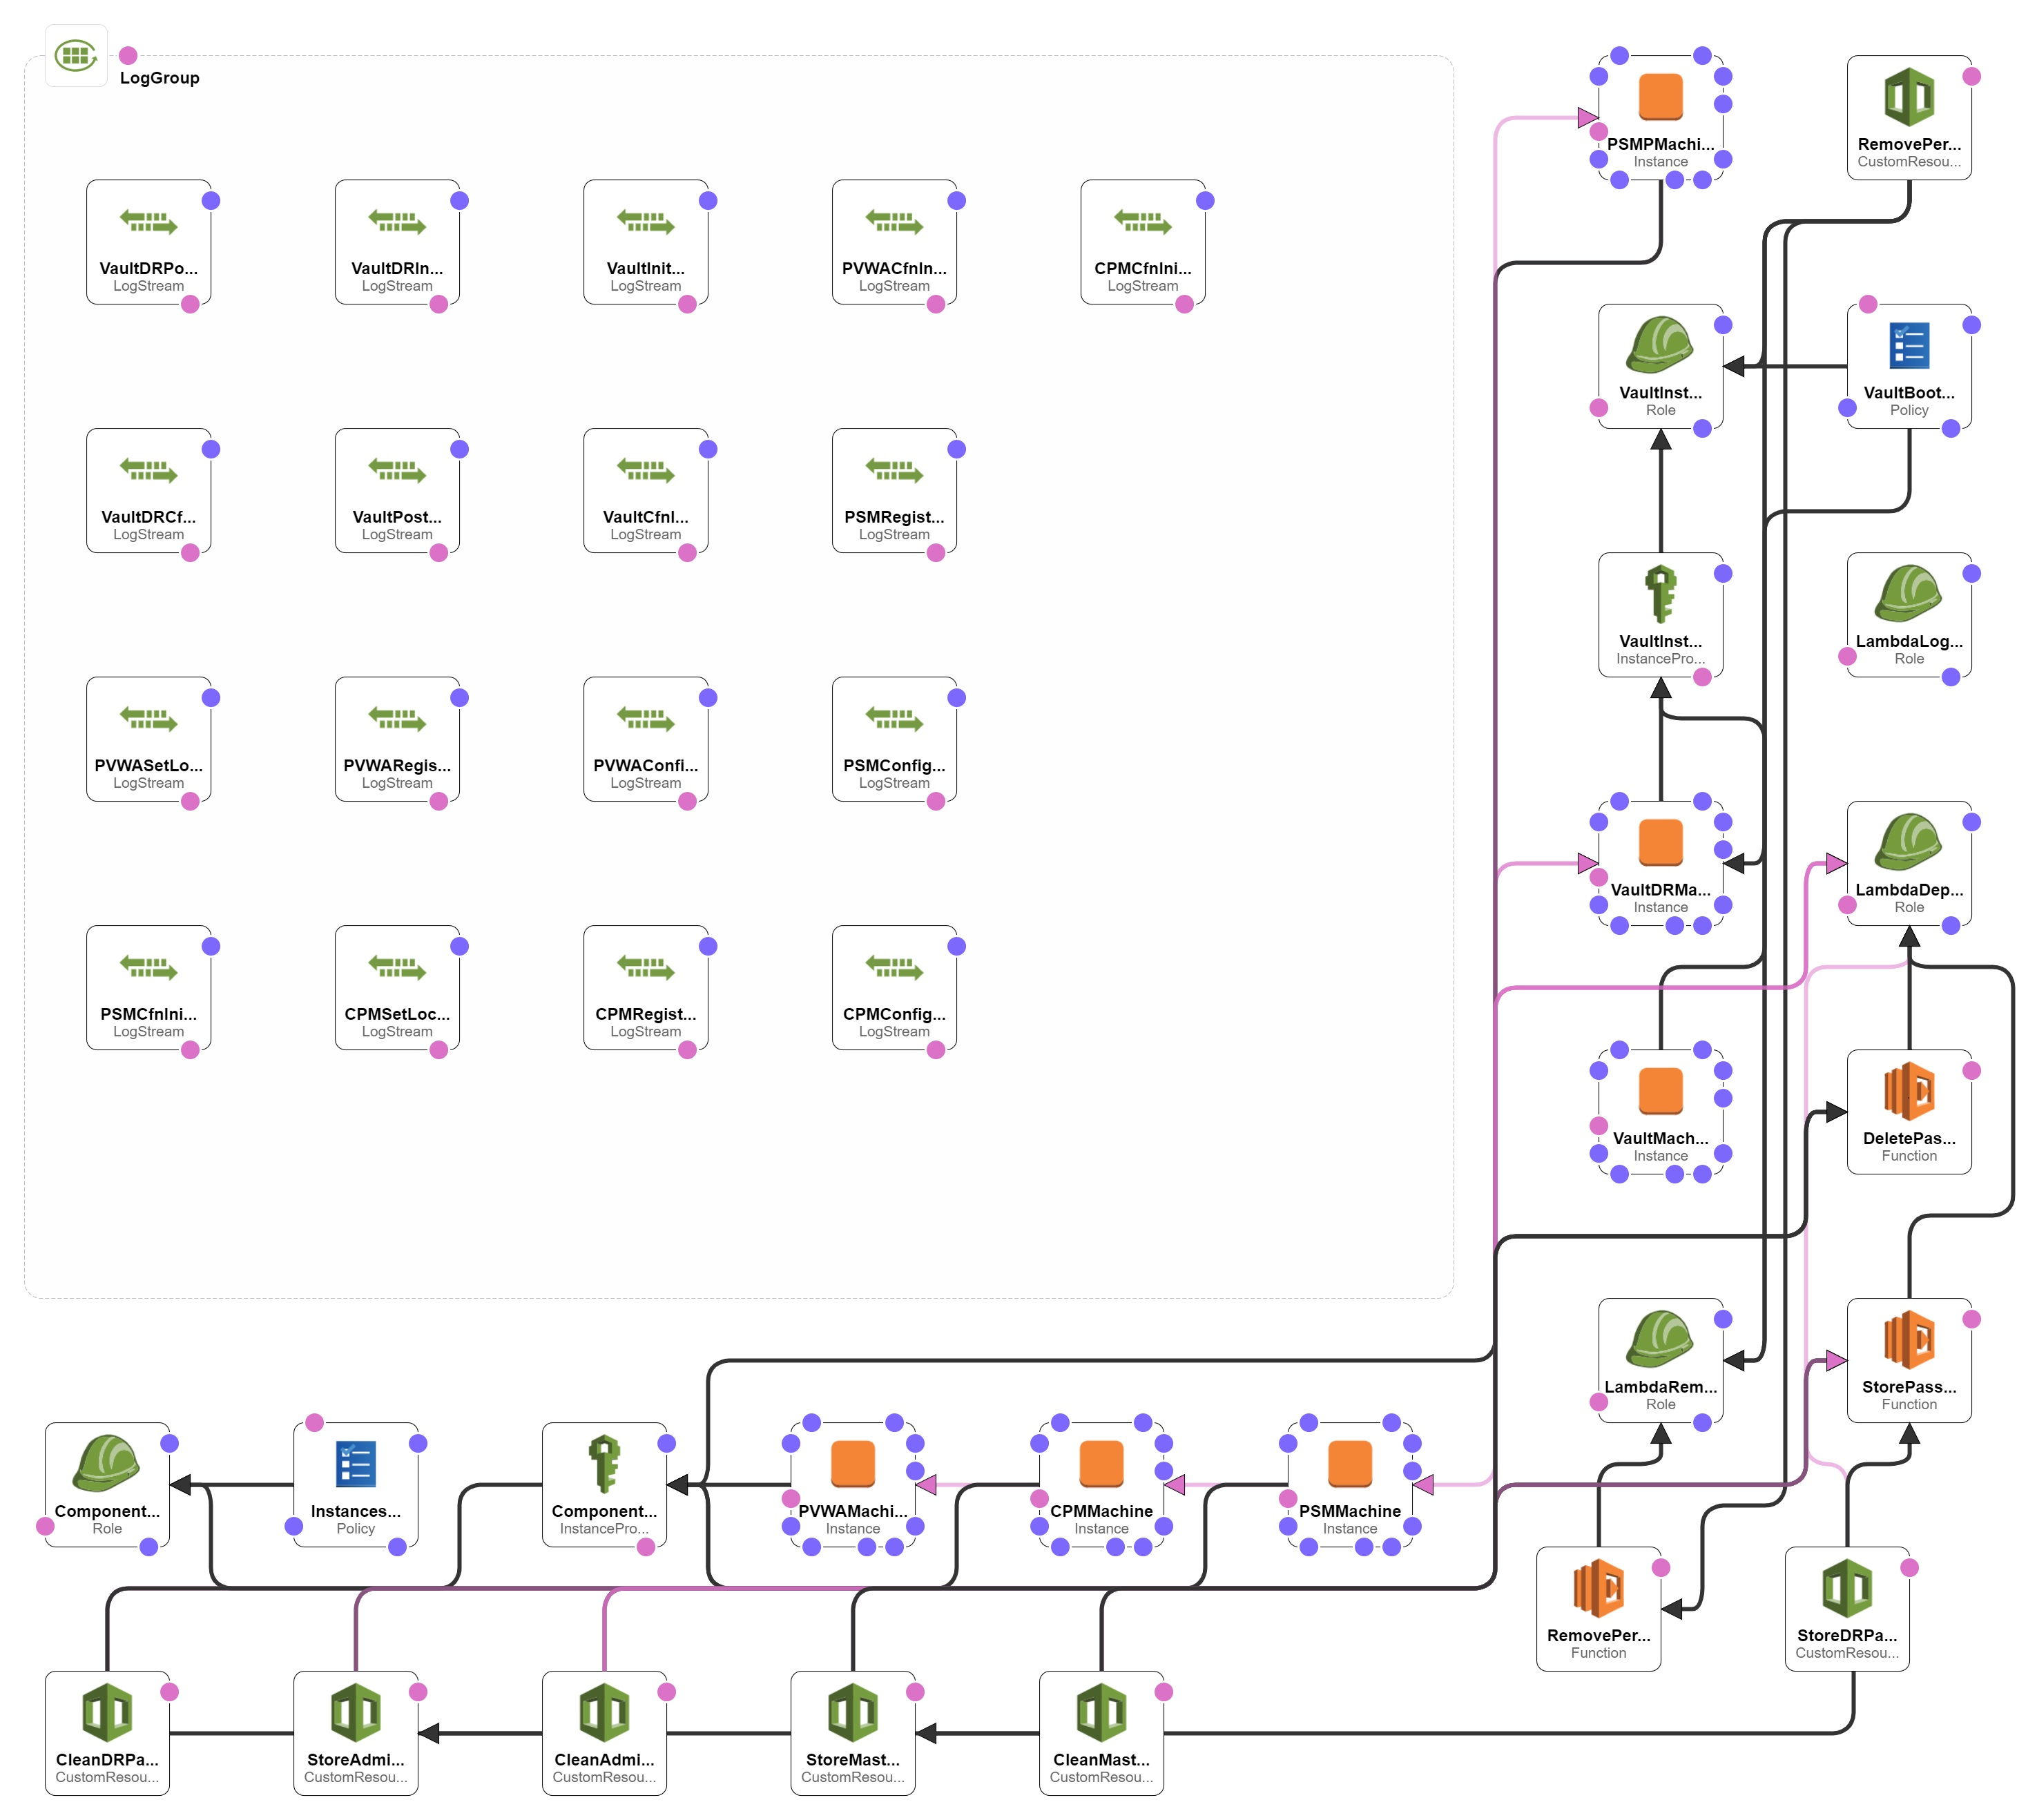 LogGroup
PSMPMachi...
Instance
RemovePer...
CustomResou...
VaultDRPo...
LogStream
VaultDRIn...
LogStream
VaultInit...
LogStream
PVWACfnIn...
LogStream
CPMCfnIni...
LogStream
VaultInst...
Role
VaultBoot...
Policy
VaultDRCf...
LogStream
VaultPost...
LogStream
VaultCfnI...
LogStream
PSMRegist...
LogStream
VaultInst...
InstancePro...
LambdaLog...
Role
PVWASetLo...
LogStream
PVWARegis...
LogStream
PVWAConfi...
LogStream
PSMConfig...
LogStream
VaultDRMa...
Instance
LambdaDep...
Role
PSMCfnIni...
LogStream
CPMSetLoc...
LogStream
CPMRegist...
LogStream
CPMConfig...
LogStream
VaultMach...
Instance
DeletePas...
Function
LambdaRem...
Role
StorePass...
Function
Component...
Role
Instances...
Policy
Component...
InstancePro...
PVWAMachi...
Instance
CPMMachine
Instance
PSMMachine
Instance
RemovePer...
Function
StoreDRPa...
CustomResou...
CleanDRPa...
CustomResou...
StoreAdmi...
CustomResou...
CleanAdmi...
CustomResou...
StoreMast...
CustomResou...
CleanMast...
CustomResou...